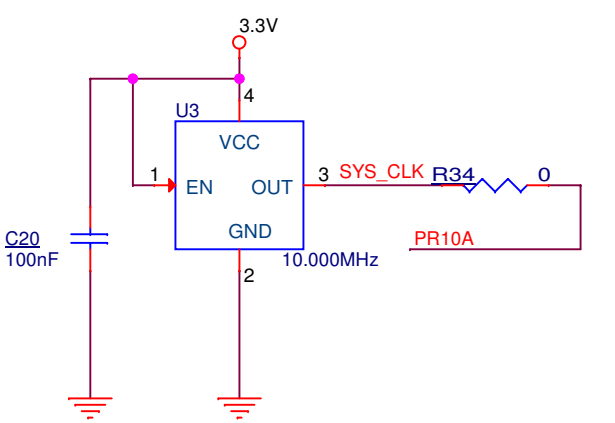 3.3V
4
U3
VCC
1
EN
OUT
3
SYS_CLK
R34
0
PR10A
GND
C20
100nF
10.000MHz
2